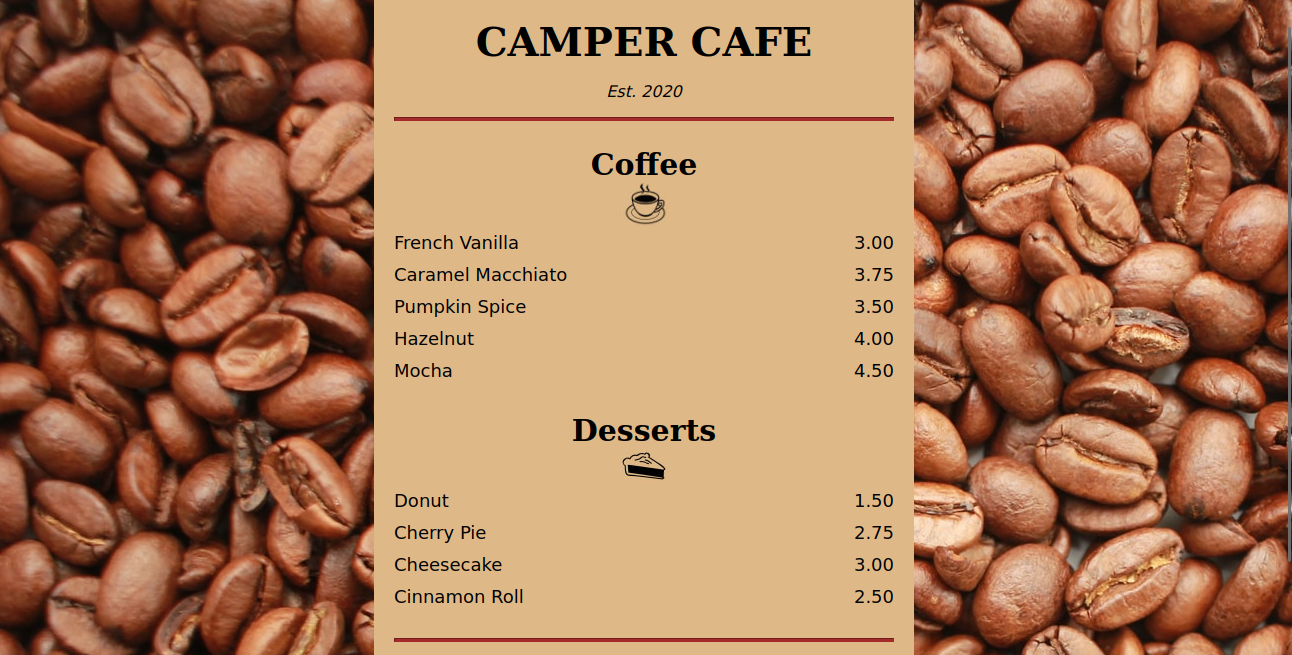 CAMPER CAFE
Est. 2020
Coffee
French Vanilla 3.00
Caramel Macchiato 3.75
Pumpkin Spice 3.50
Hazelnut 4.00
Mocha 4.50
Desserts
Donut 1.50
Cherry Pie 2.75
Cheesecake 3.00
Cinnamon Roll 2.50